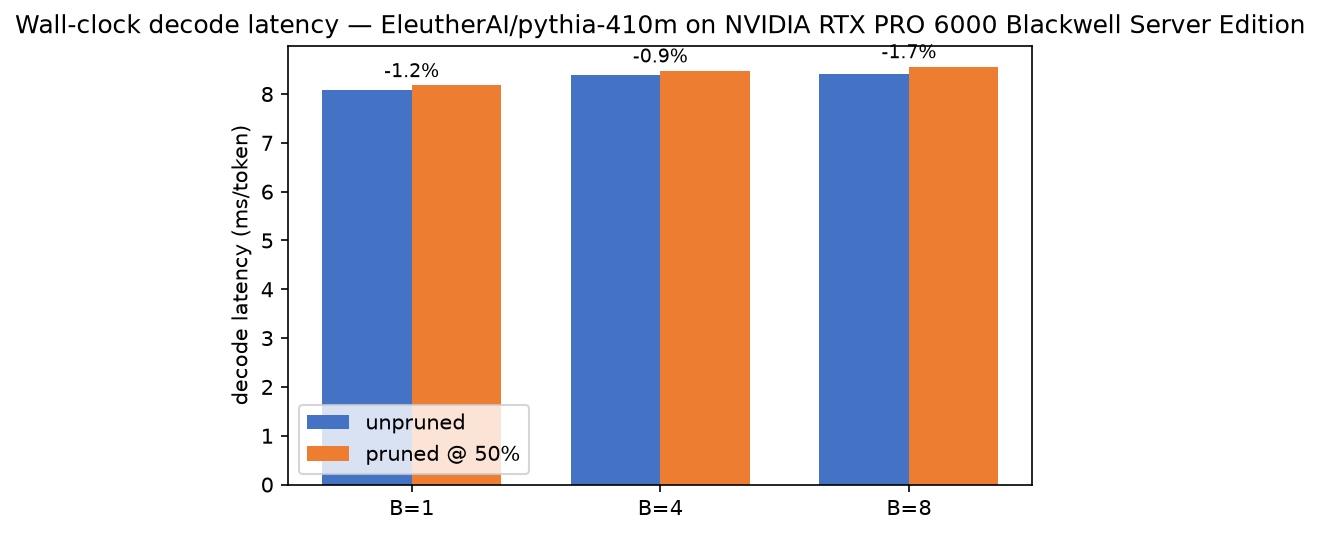 Wall-clock decode latency — EleutherAI/pythia-410m on NVIDIA RTX PRO 6000 Blackwell Server Edition
-1.2%
-0.9%
-1.7%
decode latency (ms/token)
8
7
6
5
4
3
2
1
0
unpruned
pruned @ 50%
B=1
B=4
B=8